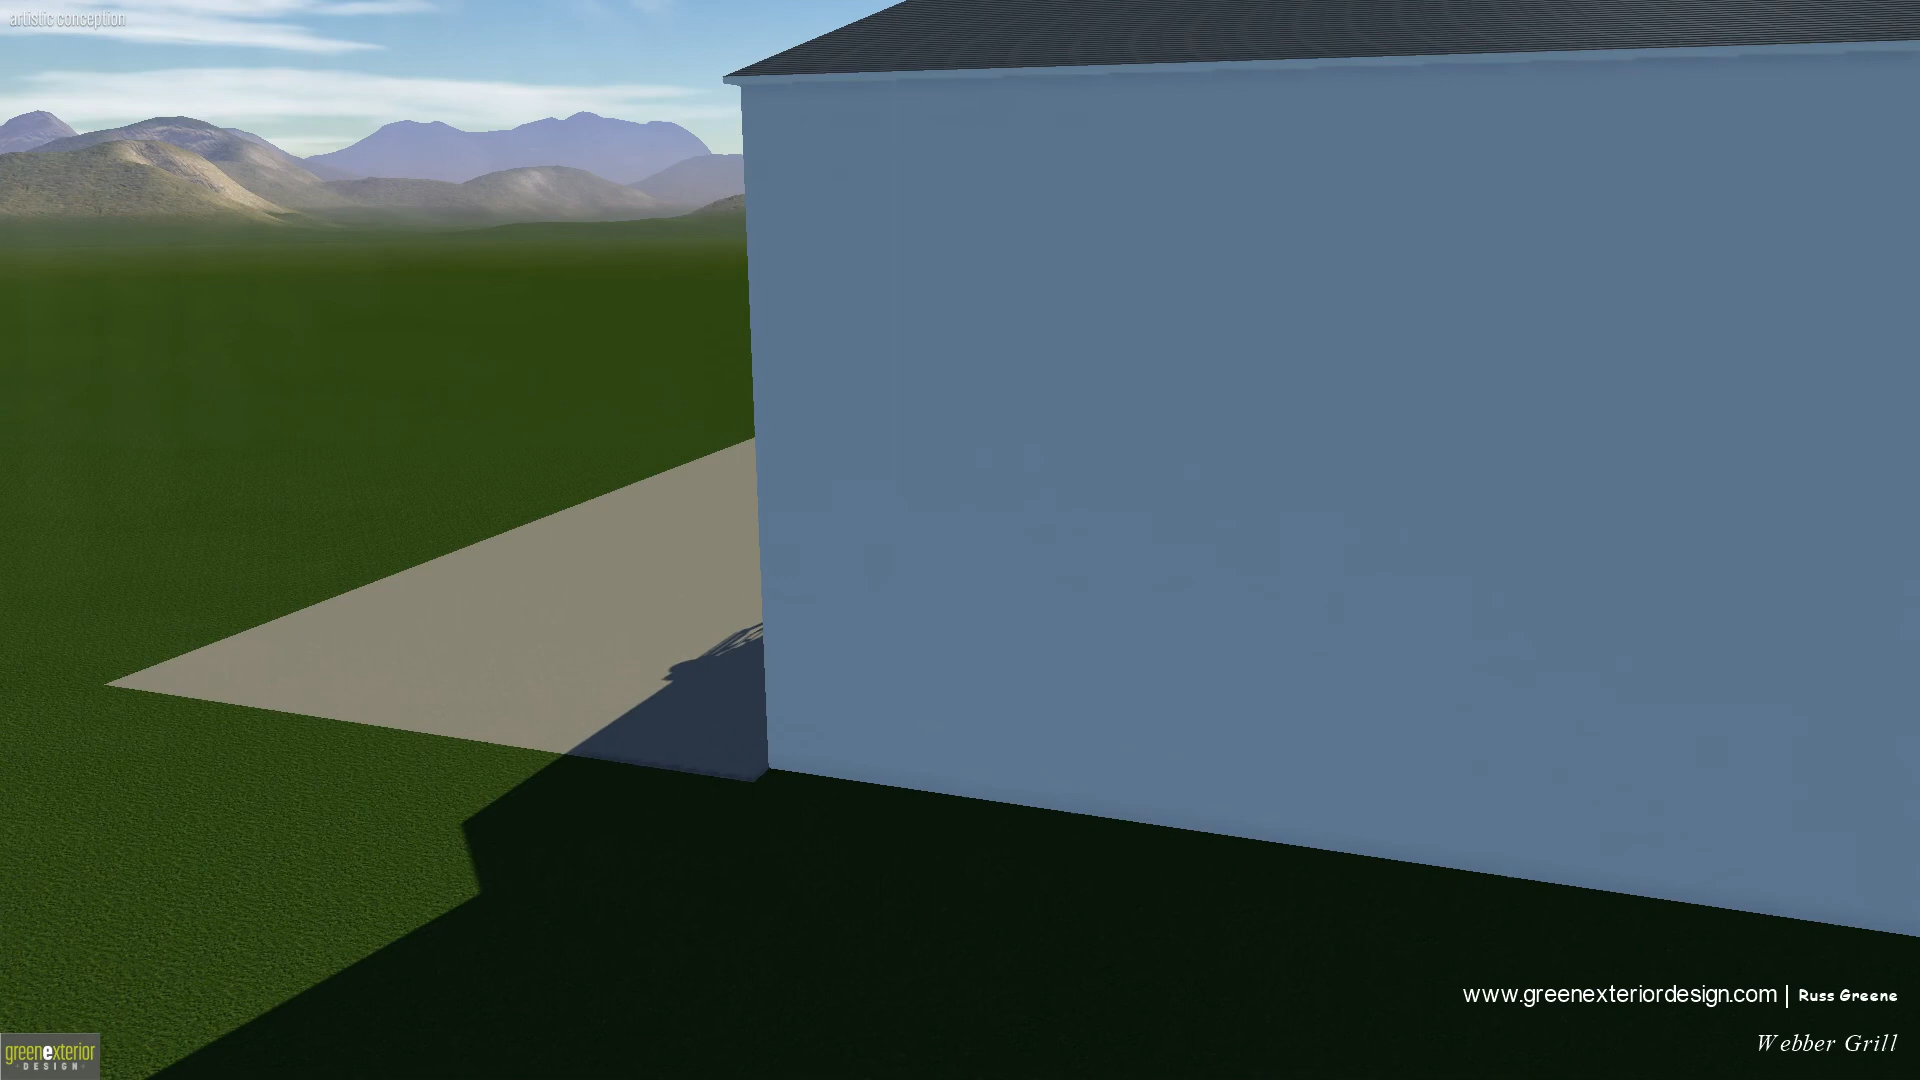 artistic conception
www.greenexteriordesign.com | Russ Greene
Webber Grill
greenexterior
DESIGN